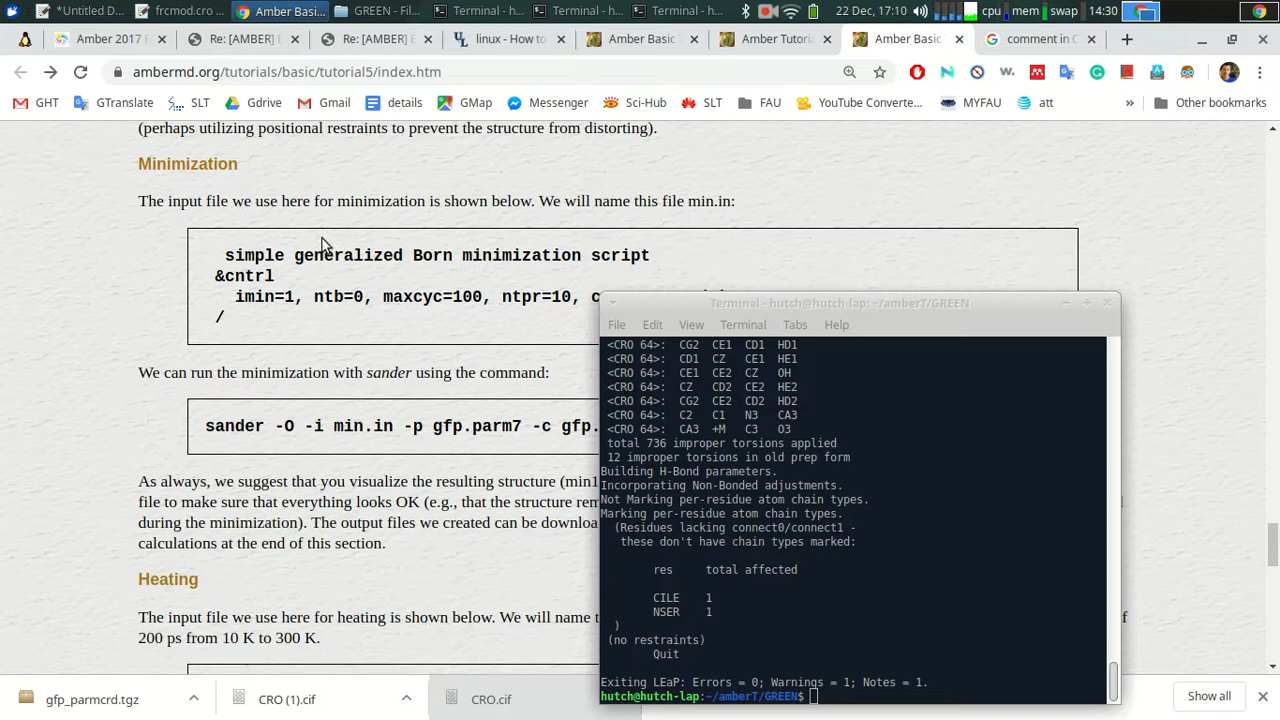 *Untitled D...
frcmod.cro ...
Amber Basi...
GREEN - Fil...
Terminal - h...
Terminal - h...
Terminal - h...
22 Dec, 17:10
cpu
mem
swap
14:30
Amber 2017 R
Re: [AMBER] E
Re: [AMBER] E
linux - How to
Amber Basic T
Amber Tutoria
Amber Basic
comment in C
ambermd.org/tutorials/basic/tutorial5/index.htm
GHT
GTranslate
SLT
Gdrive
Gmail
details
GMap
Messenger
Sci-Hub
SLT
FAU
YouTube Converte...
MYFAU
att
»
Other bookmarks
(perhaps utilizing positional restraints to prevent the structure from distorting).
Minimization
The input file we use here for minimization is shown below. We will name this file min.in:
simple generalized Born minimization script
&cntrl
imin=1, ntb=0, maxcyc=100, ntpr=10, c
/
We can run the minimization with sander using the command:
sander -O -i min.in -p gfp.parm7 -c gfp.
As always, we suggest that you visualize the resulting structure (min1
file to make sure that everything looks OK (e.g., that the structure rem
during the minimization). The output files we created can be downloa
calculations at the end of this section.
Heating
The input file we use here for heating is shown below. We will name t
200 ps from 10 K to 300 K.
Terminal - hutch@hutch-lap: ~/amberT/GREEN
File Edit View Terminal Tabs Help
<CRO 64>: CG2 CE1 CD1 HD1
<CRO 64>: CD1 CZ CE1 HE1
<CRO 64>: CE1 CE2 CZ OH
<CRO 64>: CZ CD2 CE2 HE2
<CRO 64>: CG2 CE2 CD2 HD2
<CRO 64>: C2 C1 N3 CA3
<CRO 64>: CA3 +M C3 O3
total 736 improper torsions applied
12 improper torsions in old prep form
Building H-Bond parameters.
Incorporating Non-Bonded adjustments.
Not Marking per-residue atom chain types.
Marking per-residue atom chain types.
(Residues lacking connect0/connect1 -
these don't have chain types marked:
res total affected
CILE 1
NSER 1
)
(no restraints)
Quit
Exiting LEaP: Errors = 0; Warnings = 1; Notes = 1.
hutch@hutch-lap:~/amberT/GREEN$
gfp_parmcrd.tgz
CRO (1).cif
CRO.cif
Show all